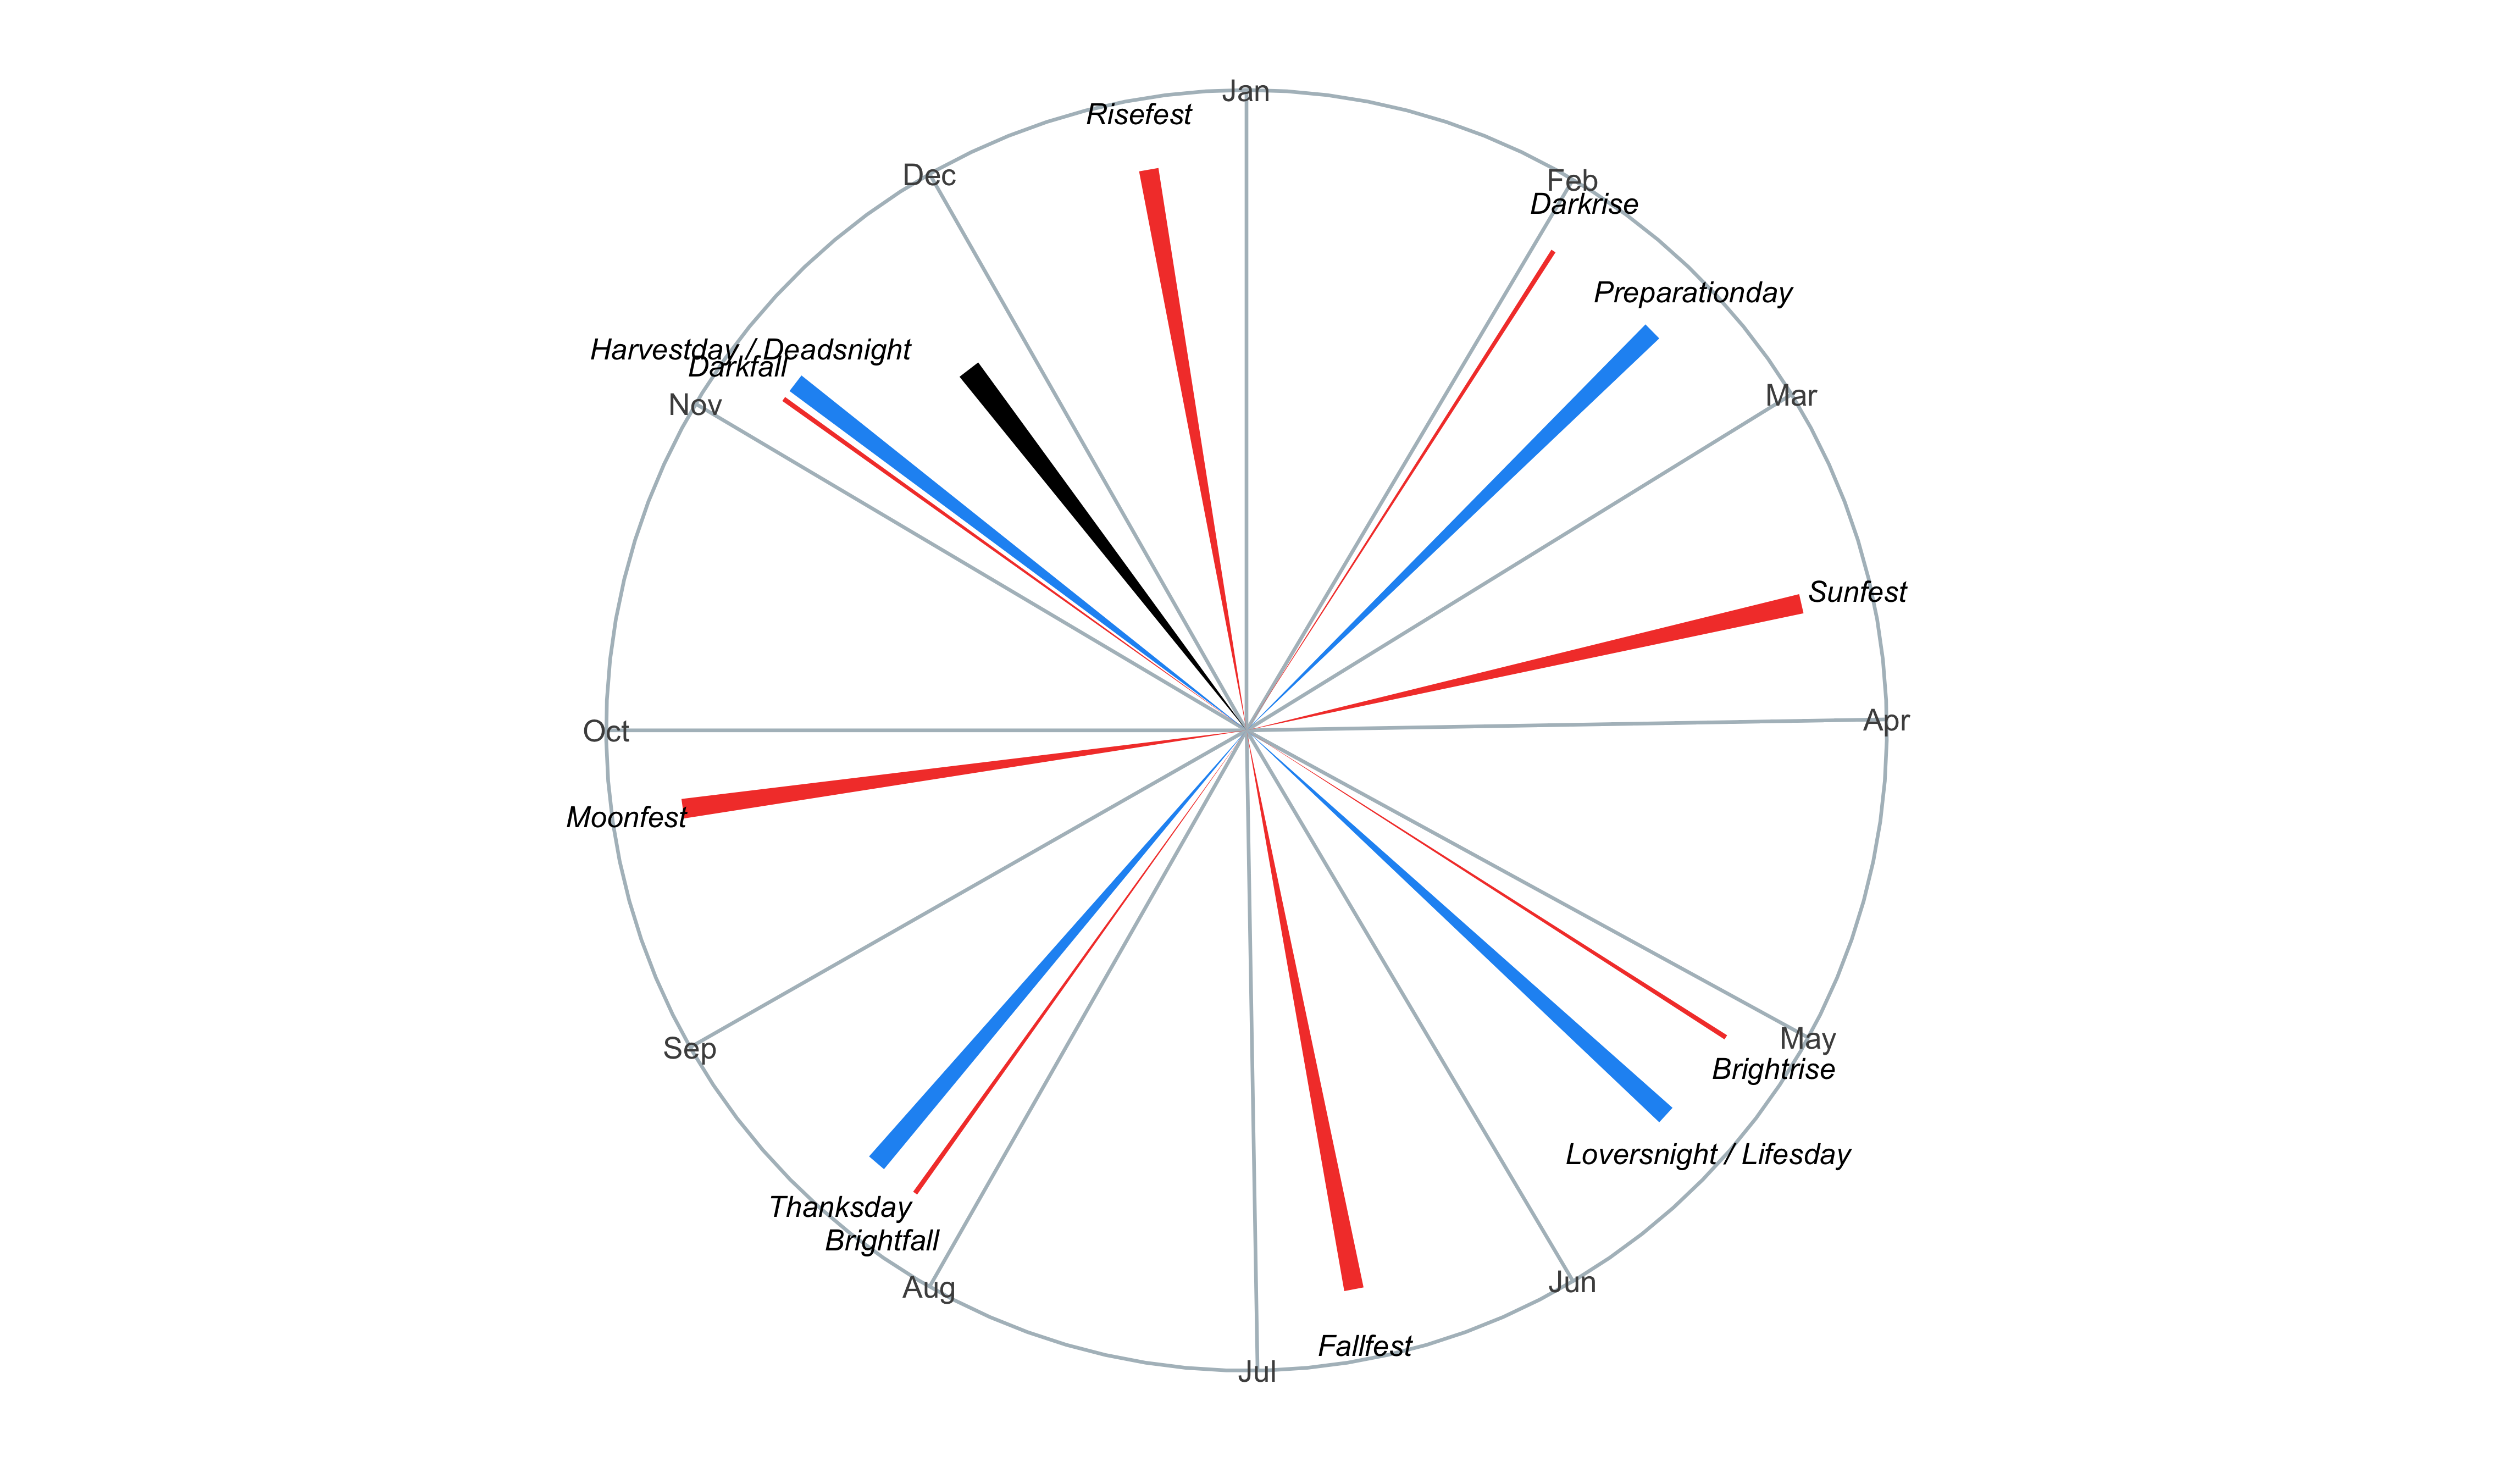 Jan
Risefest
Dec
Feb
Darkrise
Preparationday
Harvestday / Deadsnight
Darkfall
Nov
Mar
Sunfest
Apr
Oct
Moonfest
Sep
May
Brightrise
Loversnight / Lifesday
Thanksday
Brightfall
Aug
Jun
Fallfest
Jul